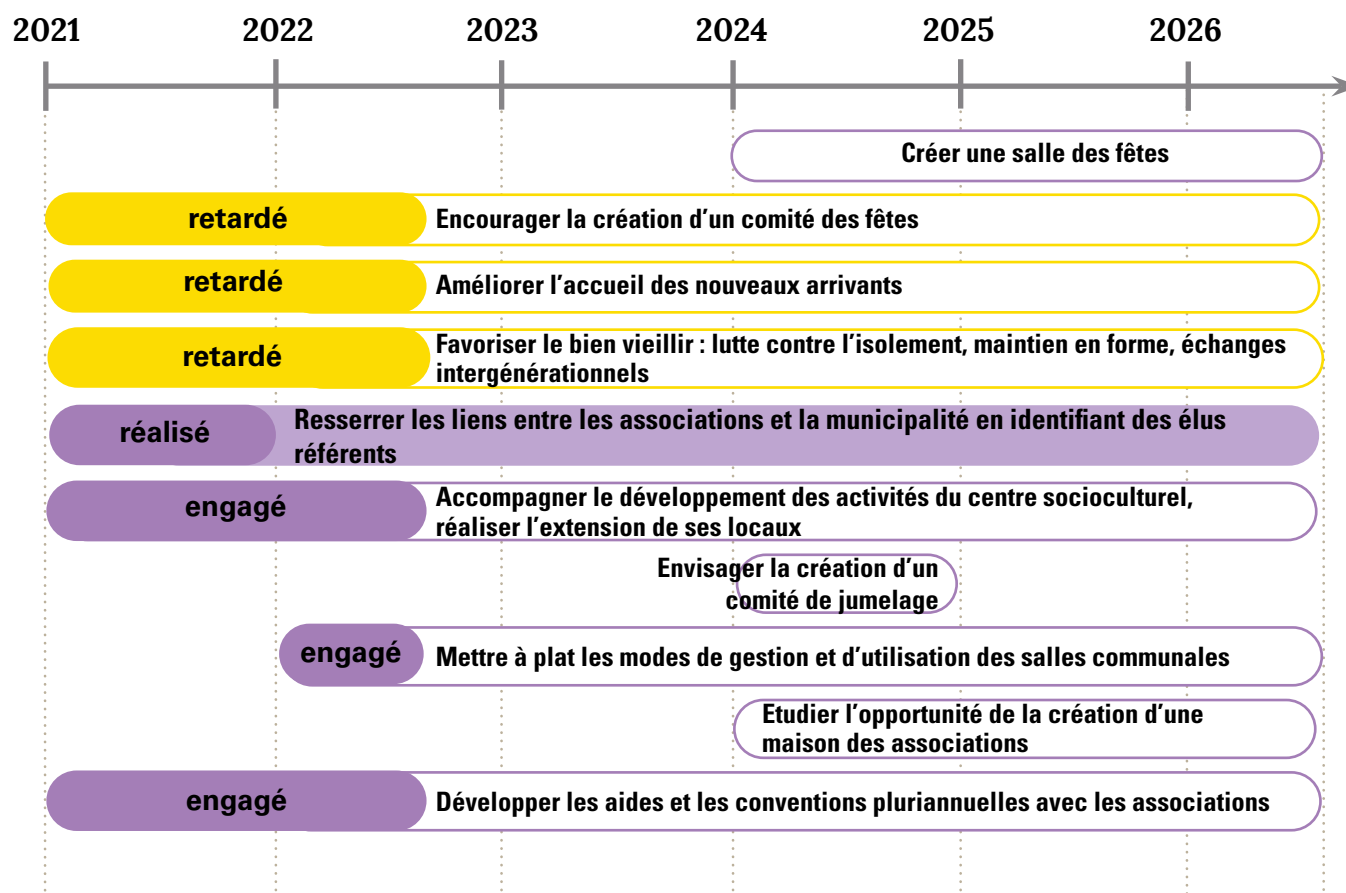 2021 2022 2023 2024 2025 2026
Créer une salle des fêtes
retardé Encourager la création d’un comité des fêtes
retardé Améliorer l’accueil des nouveaux arrivants
retardé Favoriser le bien vieillir : lutte contre l’isolement, maintien en forme, échanges
intergénérationnels
réalisé Resserrer les liens entre les associations et la municipalité en identifiant des élus
référents
engagé Accompagner le développement des activités du centre socioculturel,
réaliser l’extension de ses locaux
Envisager la création d’un
comité de jumelage
engagé Mettre à plat les modes de gestion et d’utilisation des salles communales
Etudier l’opportunité de la création d’une
maison des associations
engagé Développer les aides et les conventions pluriannuelles avec les associations